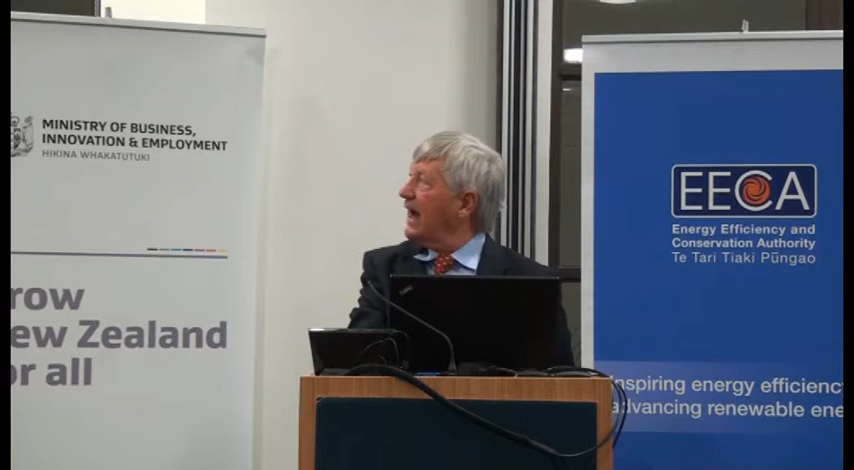 MINISTRY OF BUSINESS,
INNOVATION & EMPLOYMENT
HIKINA WHAKATUTUKI
row
ew Zealand
or all
EECA
Energy Efficiency and
Conservation Authority
Te Tari Tiaki Pūngao
nspiring energy efficienc
advancing renewable ene